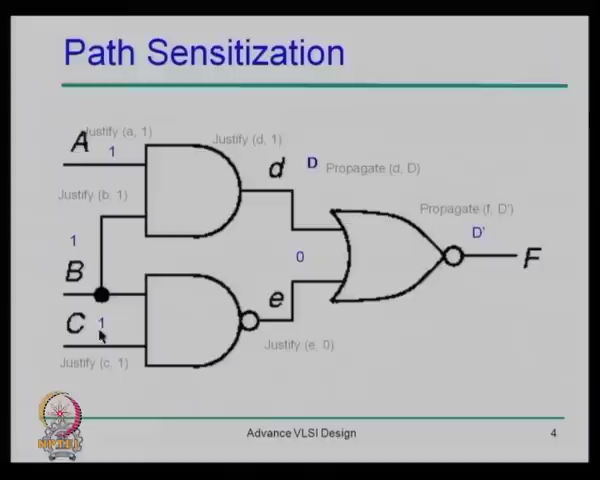 Path Sensitization
Justify (a, 1)
A
1
Justify (d, 1)
d
D
Propagate (d, D)
Justify (b, 1)
Propagate (f, D')
D'
1
0
F
B
e
C
1
Justify (e, 0)
Justify (c, 1)
NPTEL
Advance VLSI Design
4